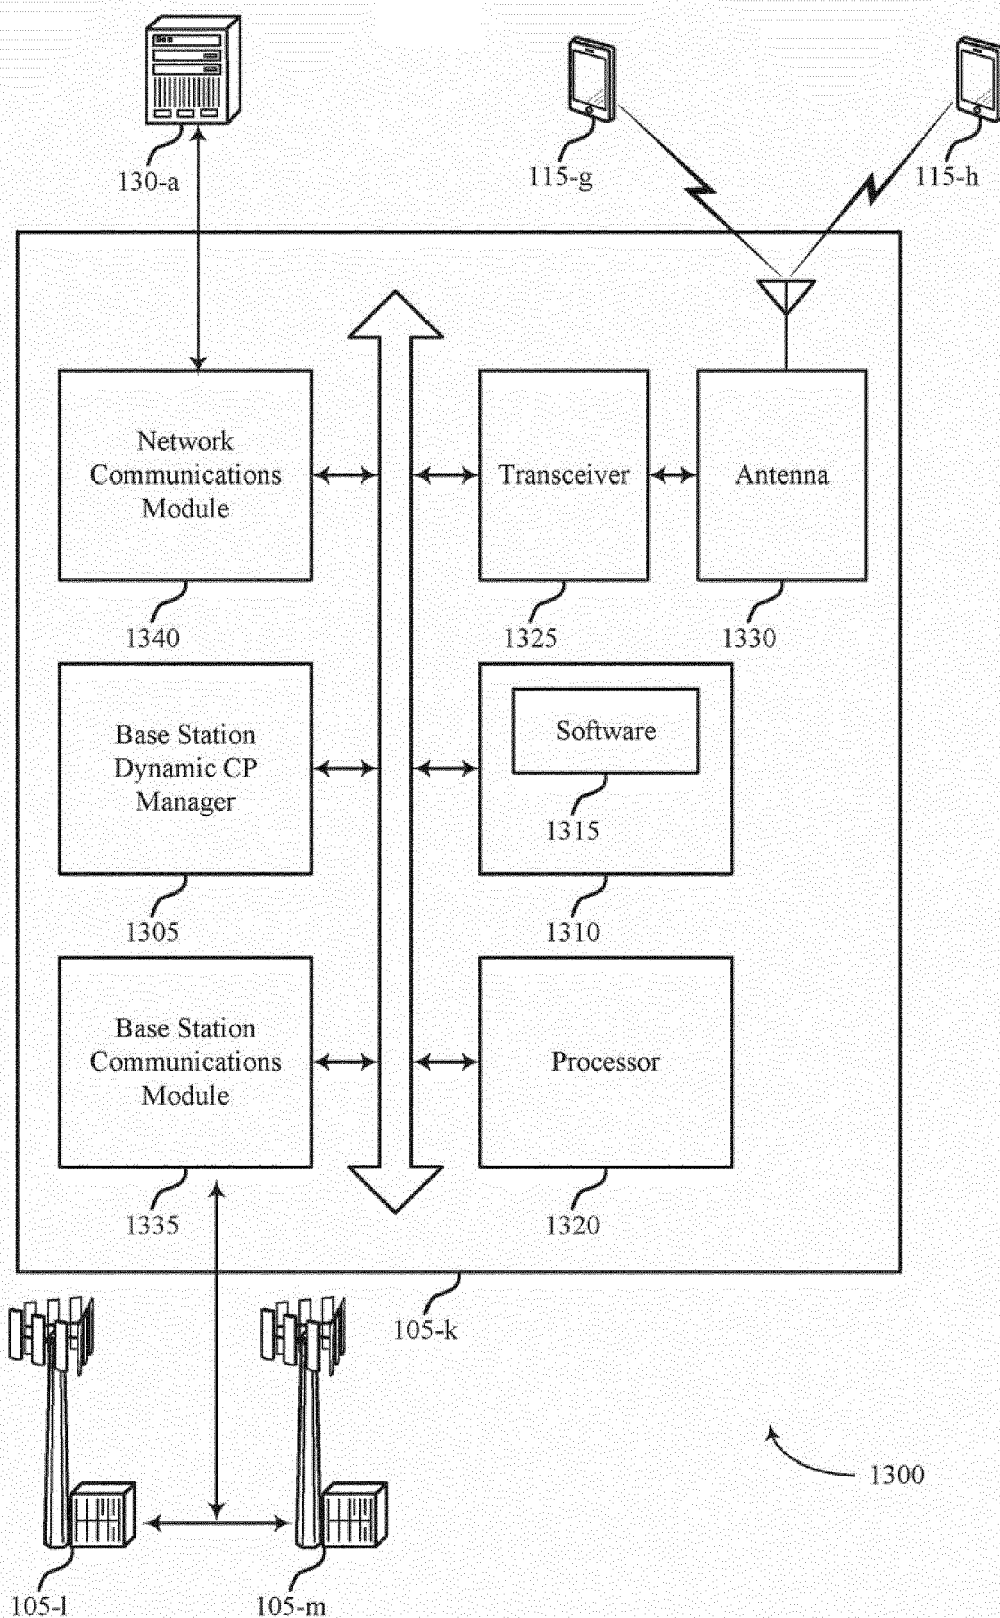 130-a
115-g
115-h
Network
Communications
Module
Transceiver
Antenna
1340
1325
1330
Base Station
Dynamic CP
Manager
Software
1315
1305
1310
Base Station
Communications
Module
Processor
1335
1320
105-k
1300
105-l
105-m